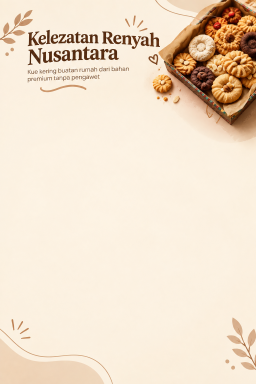 Kelezatan Renyah
Nusantara
Kue kering buatan rumah dari bahan
premium tanpa pengawet